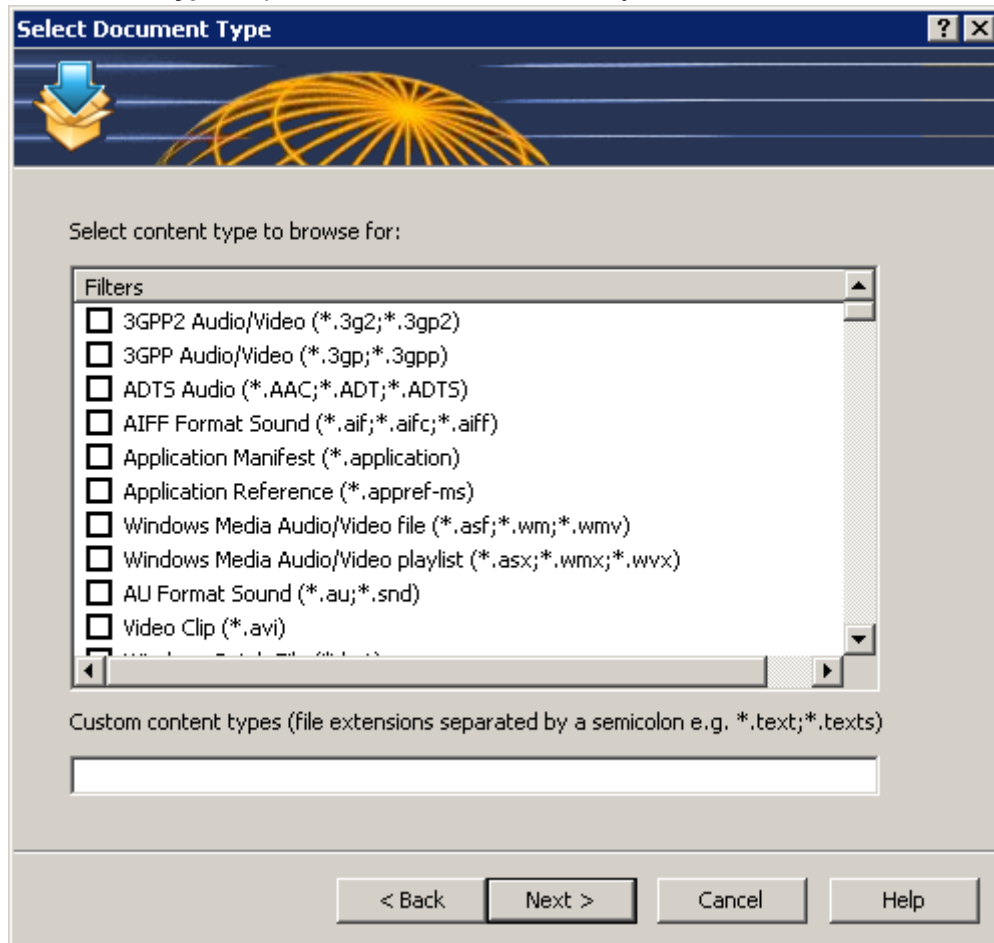 Select Document Type
Select content type to browse for:
Filters
3GPP2 Audio/Video (*.3g2;*.3gp2)
3GPP Audio/Video (*.3gp;*.3gpp)
ADTS Audio (*.AAC;*.ADT;*.ADTS)
AIFF Format Sound (*.aif;*.aifc;*.aiff)
Application Manifest (*.application)
Application Reference (*.appref-ms)
Windows Media Audio/Video file (*.asf;*.wm;*.wmv)
Windows Media Audio/Video playlist (*.asx;*.wmx;*.wvx)
AU Format Sound (*.au;*.snd)
Video Clip (*.avi)
Custom content types (file extensions separated by a semicolon e.g. *.text;*.texts)
< Back Next > Cancel Help